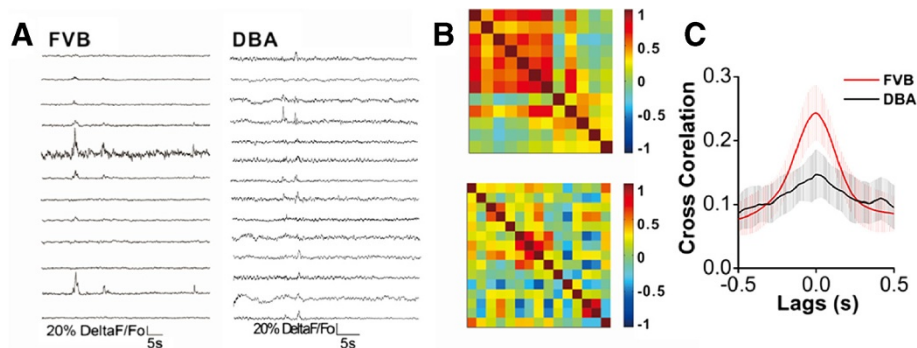 A
FVB
DBA
20% DeltaF/Fo
5s
20% DeltaF/Fo
5s
B
1
0.5
0
-0.5
-1
1
0.5
0
-0.5
-1
C
FVB
DBA
Cross Corelation
0.3
0.2
0.1
0.0
-0.5
0.0
0.5
Lags (s)